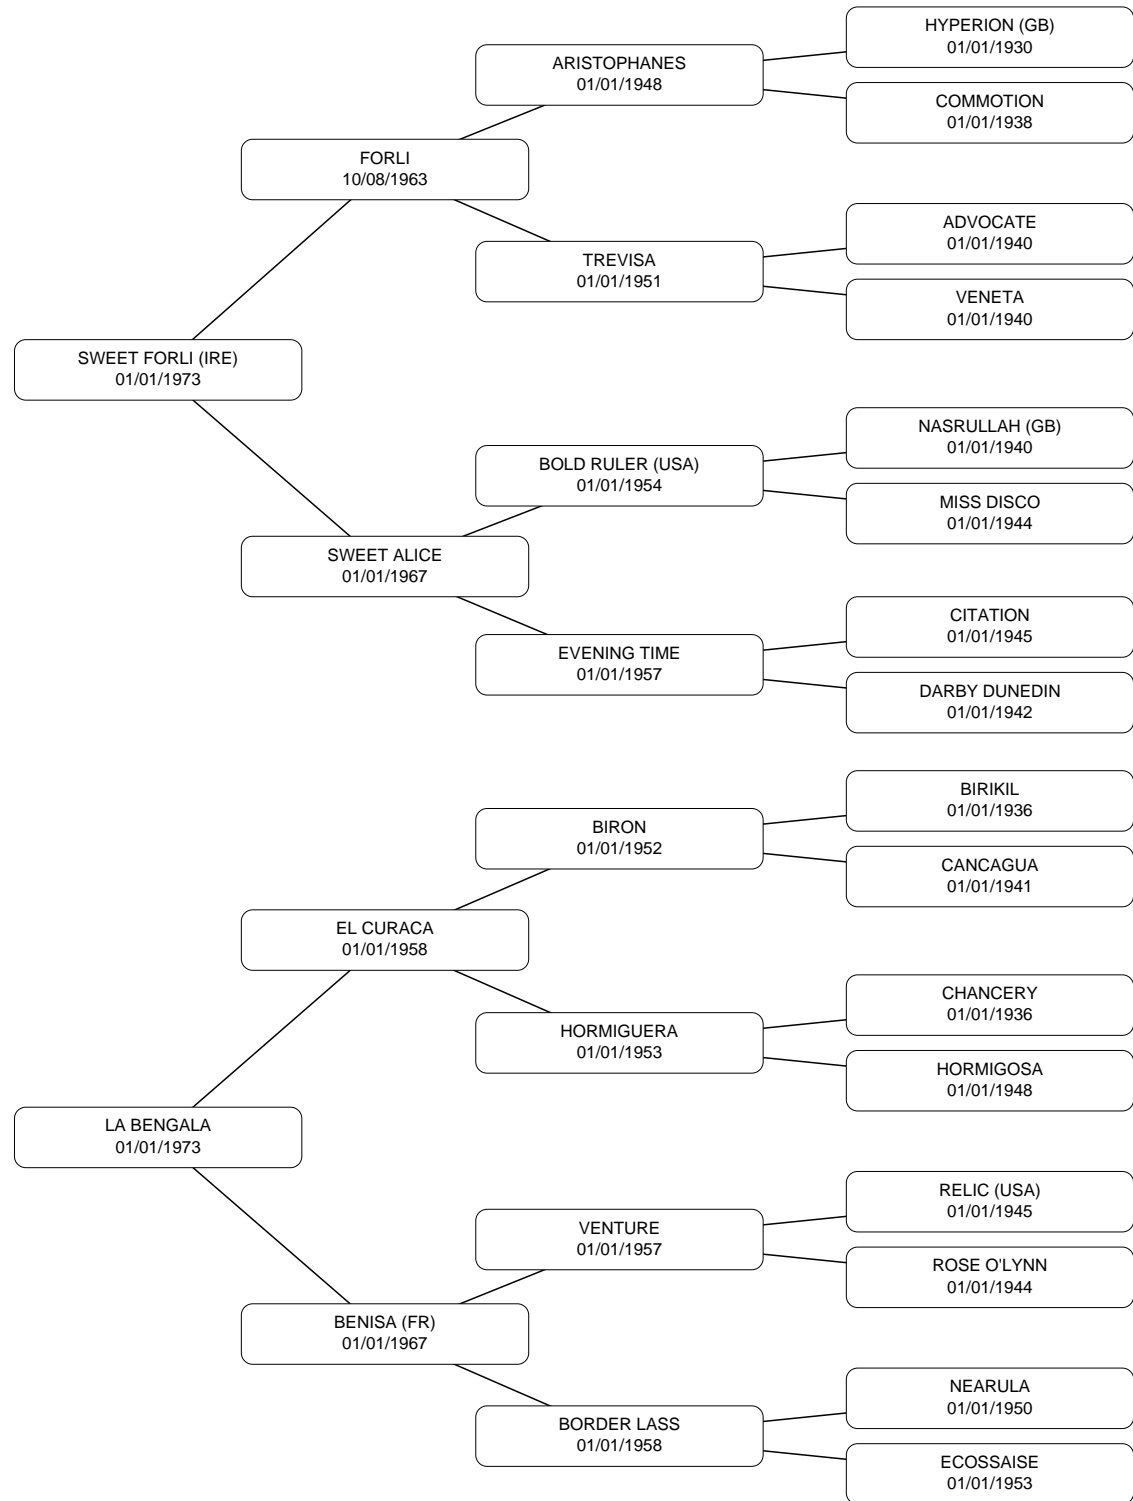 HYPERION (GB)
01/01/1930
ARISTOPHANES
01/01/1948
COMMOTION
01/01/1938
FORLI
10/08/1963
ADVOCATE
01/01/1940
TREVISA
01/01/1951
VENETA
01/01/1940
SWEET FORLI (IRE)
01/01/1973
NASRULLAH (GB)
01/01/1940
BOLD RULER (USA)
01/01/1954
MISS DISCO
01/01/1944
SWEET ALICE
01/01/1967
CITATION
01/01/1945
EVENING TIME
01/01/1957
DARBY DUNEDIN
01/01/1942
BIRIKIL
01/01/1936
BIRON
01/01/1952
CANCAGUA
01/01/1941
EL CURACA
01/01/1958
CHANCERY
01/01/1936
HORMIGUERA
01/01/1953
HORMIGOSA
01/01/1948
LA BENGALA
01/01/1973
RELIC (USA)
01/01/1945
VENTURE
01/01/1957
ROSE O'LYNN
01/01/1944
BENISA (FR)
01/01/1967
NEARULA
01/01/1950
BORDER LASS
01/01/1958
ECOSSAISE
01/01/1953